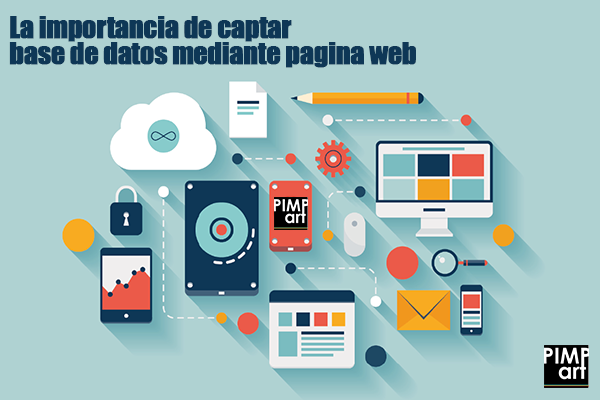 La importancia de captar
base de datos mediante pagina web
PIMP
art
PIMP
art